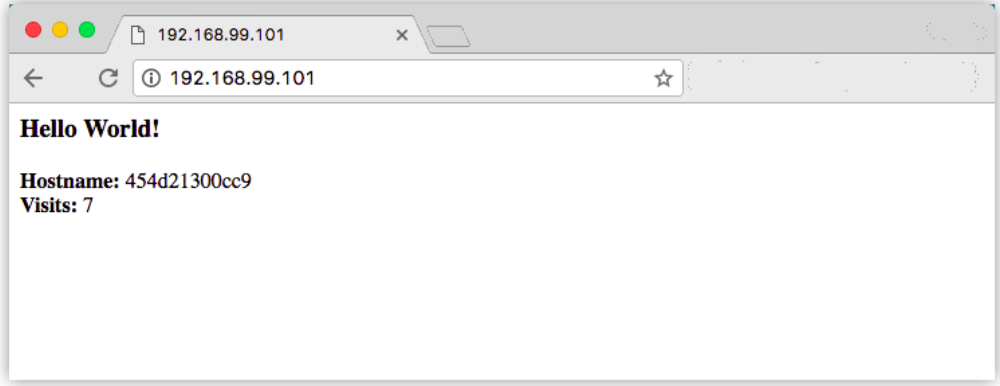 192.168.99.101
192.168.99.101
Hello World!
Hostname: 454d21300cc9
Visits: 7